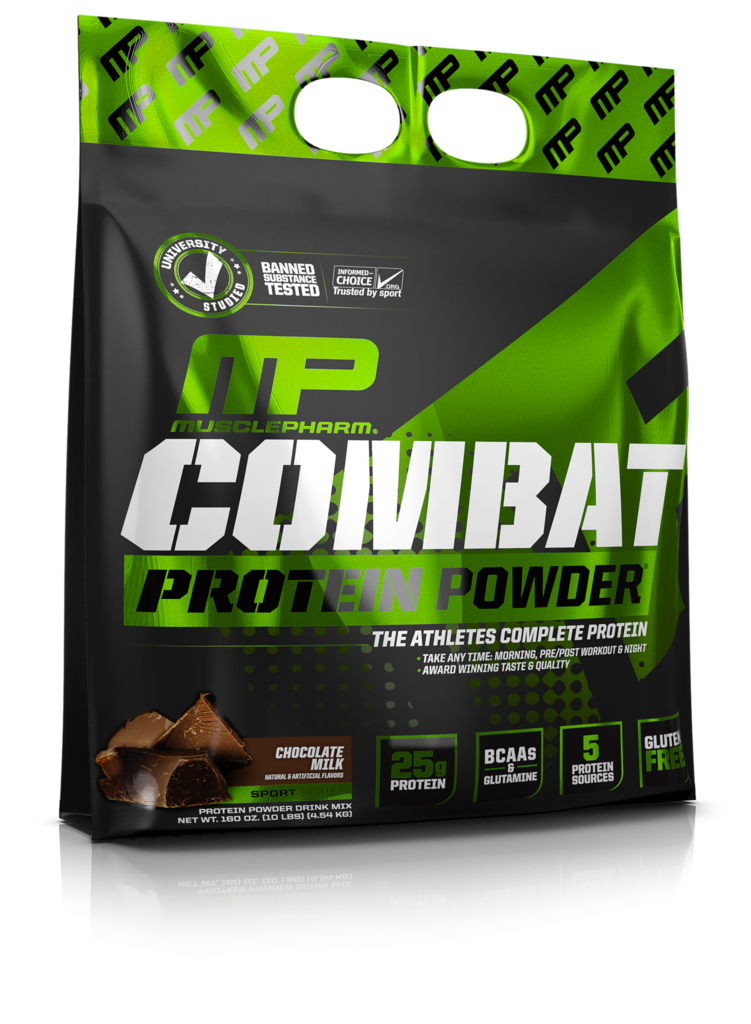 UNIVERSITY
STUDIED
BANNED
SUBSTANCE
TESTED
INFORMED–
CHOICE
.ORG
Trusted by sport
MP
MUSCLEPHARM®
COMBAT
PROTEIN POWDER®
THE ATHLETES COMPLETE PROTEIN
• TAKE ANY TIME: MORNING, PRE/POST WORKOUT & NIGHT
• AWARD WINNING TASTE & QUALITY
CHOCOLATE
MILK
NATURAL & ARTIFICIAL FLAVORS
SPORT SERIES
PROTEIN POWDER DRINK MIX
NET WT. 160 OZ. (10 LBS) (4.54 KG)
25g
PROTEIN
BCAAS
&
GLUTAMINE
5
PROTEIN
SOURCES
GLUTEN
FREE